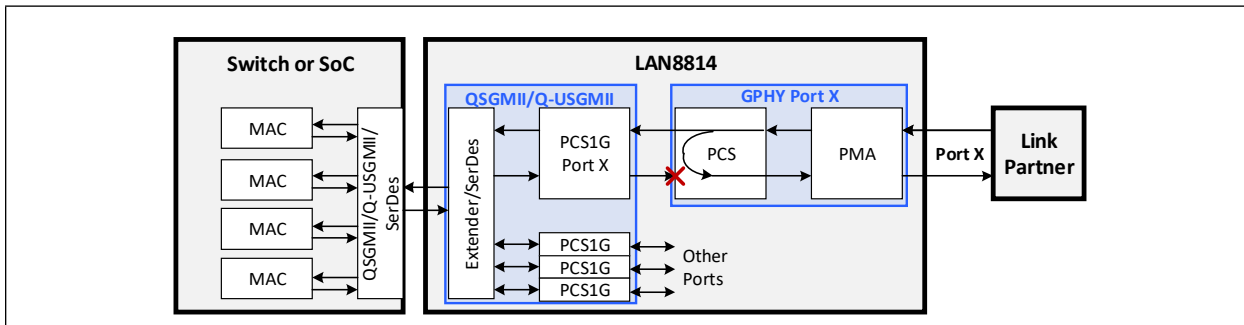 Switch or SoC
MAC
MAC
MAC
MAC
QSGMII/Q-USGMII/
SerDes
LAN8814
QSGMII/Q-USGMII
Extender/SerDes
PCS1G
Port X
PCS1G
PCS1G
PCS1G
Other
Ports
GPHY Port X
PCS
PMA
Port X
Link
Partner